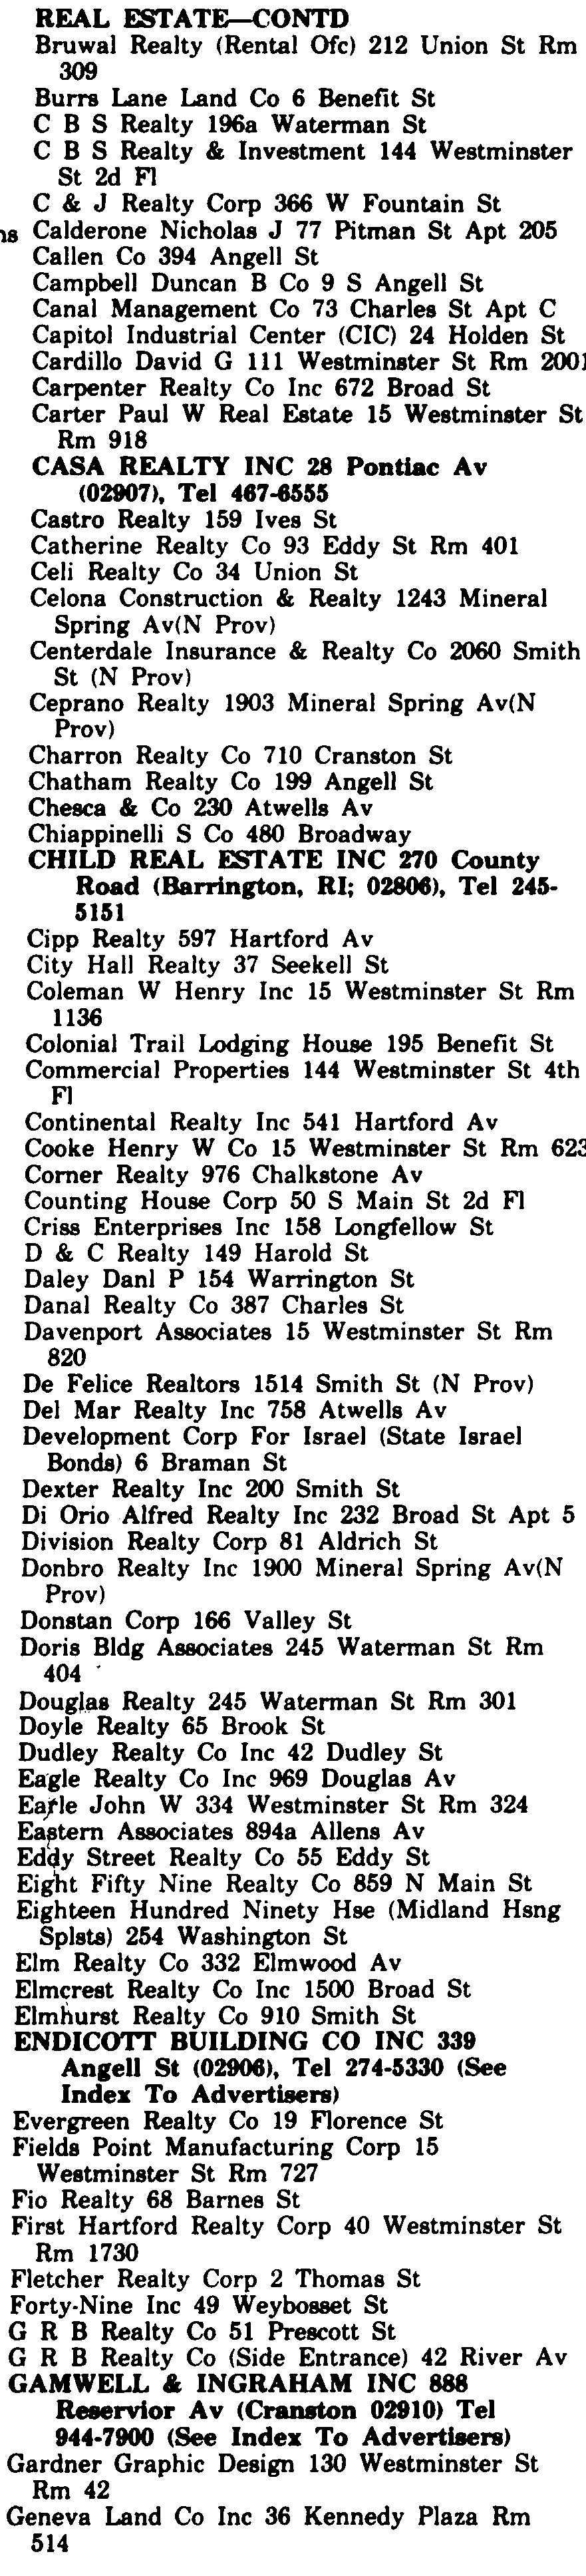 REAL ESTATE—CONTD
Bruwal Realty (Rental Ofc) 212 Union St Rm
309
Burrs Lane Land Co 6 Benefit St
C B S Realty 196a Waterman St
C B S Realty & Investment 144 Westminster
St 2d Fl
C & J Realty Corp 366 W Fountain St
Calderone Nicholas J 77 Pitman St Apt 205
Callen Co 394 Angell St
Campbell Duncan B Co 9 S Angell St
Canal Management Co 73 Charles St Apt C
Capitol Industrial Center (CIC) 24 Holden St
Cardillo David G 111 Westminster St Rm 2001
Carpenter Realty Co Inc 672 Broad St
Carter Paul W Real Estate 15 Westminster St
Rm 918
CASA REALTY INC 28 Pontiac Av
(02907), Tel 467-6555
Castro Realty 159 Ives St
Catherine Realty Co 93 Eddy St Rm 401
Celi Realty Co 34 Union St
Celona Construction & Realty 1243 Mineral
Spring Av(N Prov)
Centerdale Insurance & Realty Co 2060 Smith
St (N Prov)
Ceprano Realty 1903 Mineral Spring Av(N
Prov)
Charron Realty Co 710 Cranston St
Chatham Realty Co 199 Angell St
Chesca & Co 230 Atwells Av
Chiappinelli S Co 480 Broadway
CHILD REAL ESTATE INC 270 County
Road (Barrington, RI; 02806), Tel 245-
5151
Cipp Realty 597 Hartford Av
City Hall Realty 37 Seekell St
Coleman W Henry Inc 15 Westminster St Rm
1136
Colonial Trail Lodging House 195 Benefit St
Commercial Properties 144 Westminster St 4th
Fl
Continental Realty Inc 541 Hartford Av
Cooke Henry W Co 15 Westminster St Rm 623
Corner Realty 976 Chalkstone Av
Counting House Corp 50 S Main St 2d Fl
Criss Enterprises Inc 158 Longfellow St
D & C Realty 149 Harold St
Daley Danl P 154 Warrington St
Danal Realty Co 387 Charles St
Davenport Associates 15 Westminster St Rm
820
De Felice Realtors 1514 Smith St (N Prov)
Del Mar Realty Inc 758 Atwells Av
Development Corp For Israel (State Israel
Bonds) 6 Braman St
Dexter Realty Inc 200 Smith St
Di Orio Alfred Realty Inc 232 Broad St Apt 5
Division Realty Corp 81 Aldrich St
Donbro Realty Inc 1900 Mineral Spring Av(N
Prov)
Donstan Corp 166 Valley St
Doris Bldg Associates 245 Waterman St Rm
404
Douglas Realty 245 Waterman St Rm 301
Doyle Realty 65 Brook St
Dudley Realty Co Inc 42 Dudley St
Eagle Realty Co Inc 969 Douglas Av
Earle John W 334 Westminster St Rm 324
Eastern Associates 894a Allens Av
Eddy Street Realty Co 55 Eddy St
Eight Fifty Nine Realty Co 859 N Main St
Eighteen Hundred Ninety Hse (Midland Hsng
Splsts) 254 Washington St
Elm Realty Co 332 Elmwood Av
Elmcrest Realty Co Inc 1500 Broad St
Elmhurst Realty Co 910 Smith St
ENDICOTT BUILDING CO INC 339
Angell St (02906), Tel 274-5330 (See
Index To Advertisers)
Evergreen Realty Co 19 Florence St
Fields Point Manufacturing Corp 15
Westminster St Rm 727
Fio Realty 68 Barnes St
First Hartford Realty Corp 40 Westminster St
Rm 1730
Fletcher Realty Corp 2 Thomas St
Forty-Nine Inc 49 Weybosset St
G R B Realty Co 51 Prescott St
G R B Realty Co (Side Entrance) 42 River Av
GAMWELL & INGRAHAM INC 888
Reservior Av (Cranston 02910) Tel
944-7900 (See Index To Advertisers)
Gardner Graphic Design 130 Westminster St
Rm 42
Geneva Land Co Inc 36 Kennedy Plaza Rm
514